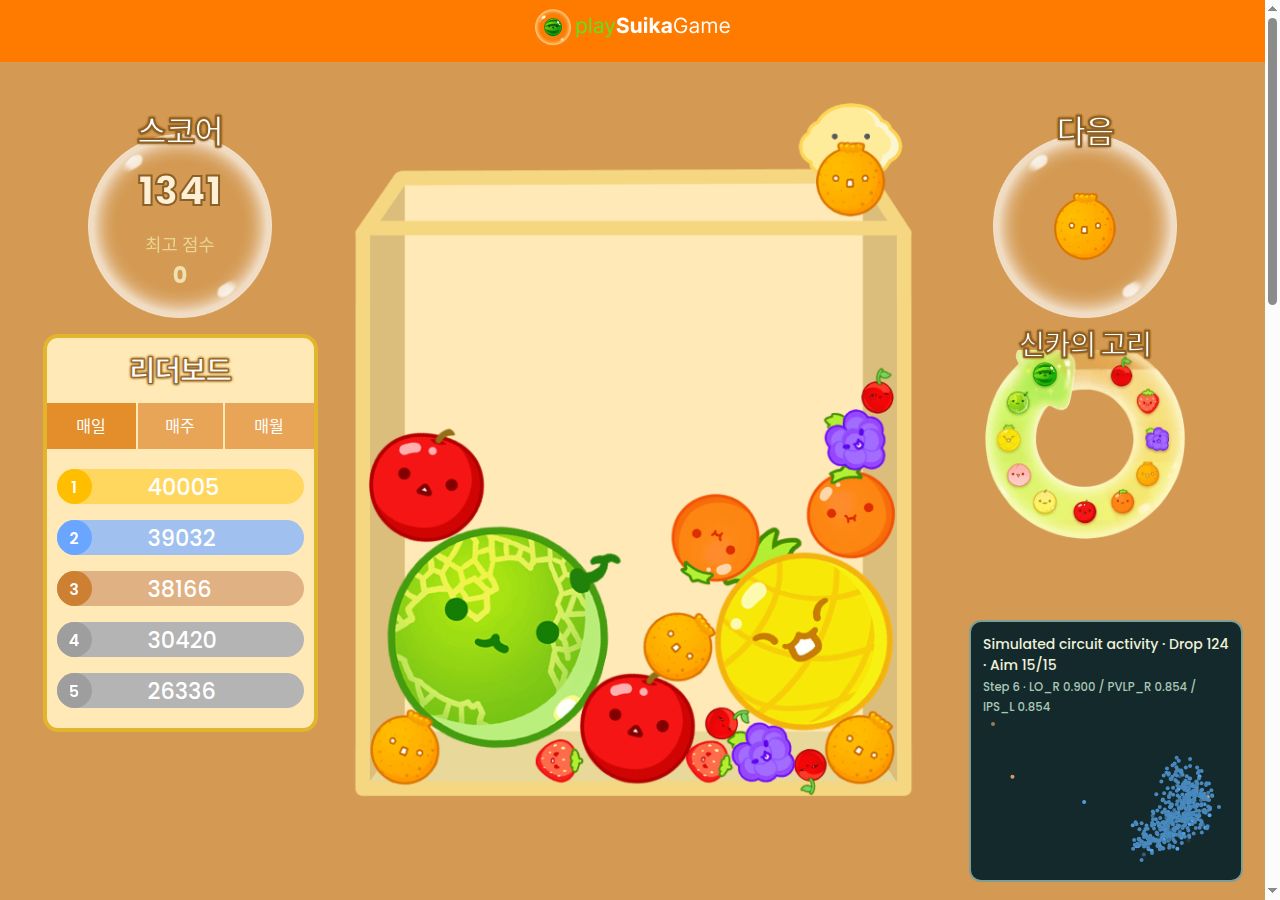 playSuikaGame
스코어
1341
최고 점수
0
다음
신카의 고리
리더보드
매일 매주 매월
1 40005
2 39032
3 38166
4 30420
5 26336
Simulated circuit activity · Drop 124
· Aim 15/15
Step 6 · LO_R 0.900 / PVLP_R 0.854 /
IPS_L 0.854